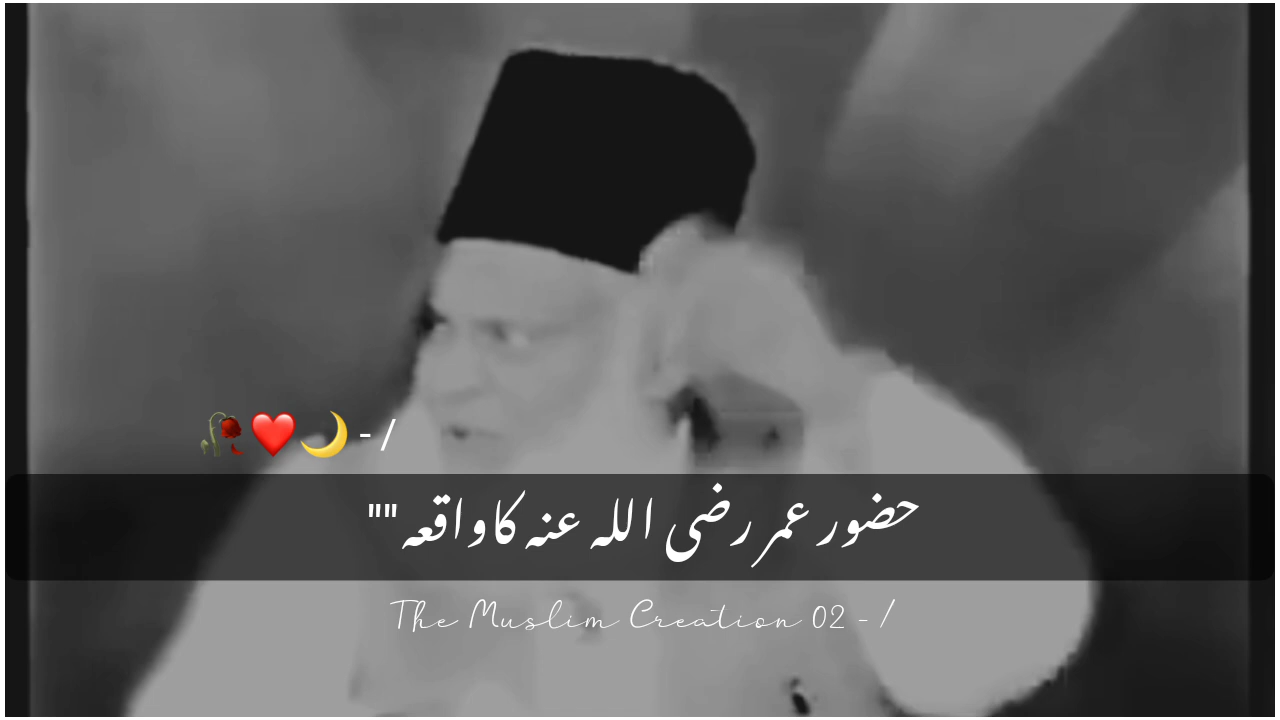 🥀❤️🌙 - /
حضور عمر رضی اللہ عنہ کا واقعہ ""
The Muslim Creation 02 - /